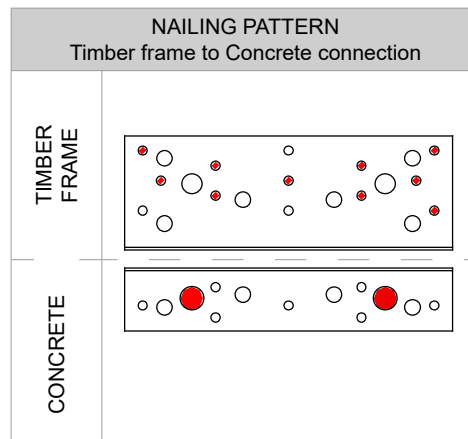 NAILING PATTERN
Timber frame to Concrete connection
TIMBER
FRAME
CONCRETE